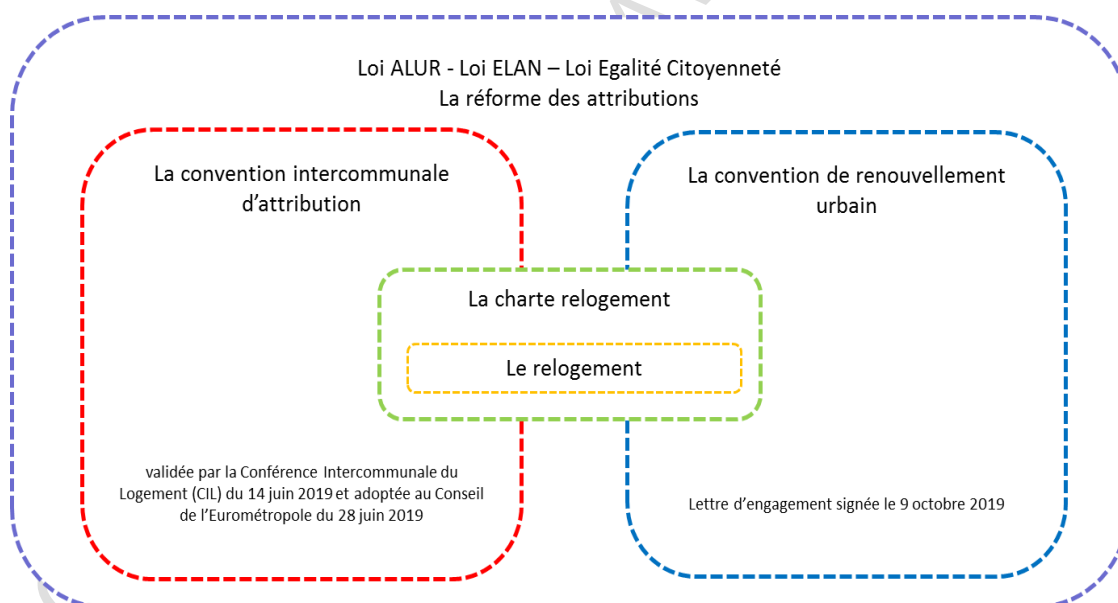 Loi ALUR - Loi ELAN – Loi Egalité Citoyenneté
La réforme des attributions
La convention intercommunale
d'attribution
La convention de renouvellement
urbain
La charte relogement
Le relogement
validée par la Conférence Intercommunale du
Logement (CIL) du 14 juin 2019 et adoptée au Conseil
de l'Eurométropole du 28 juin 2019
Lettre d'engagement signée le 9 octobre 2019